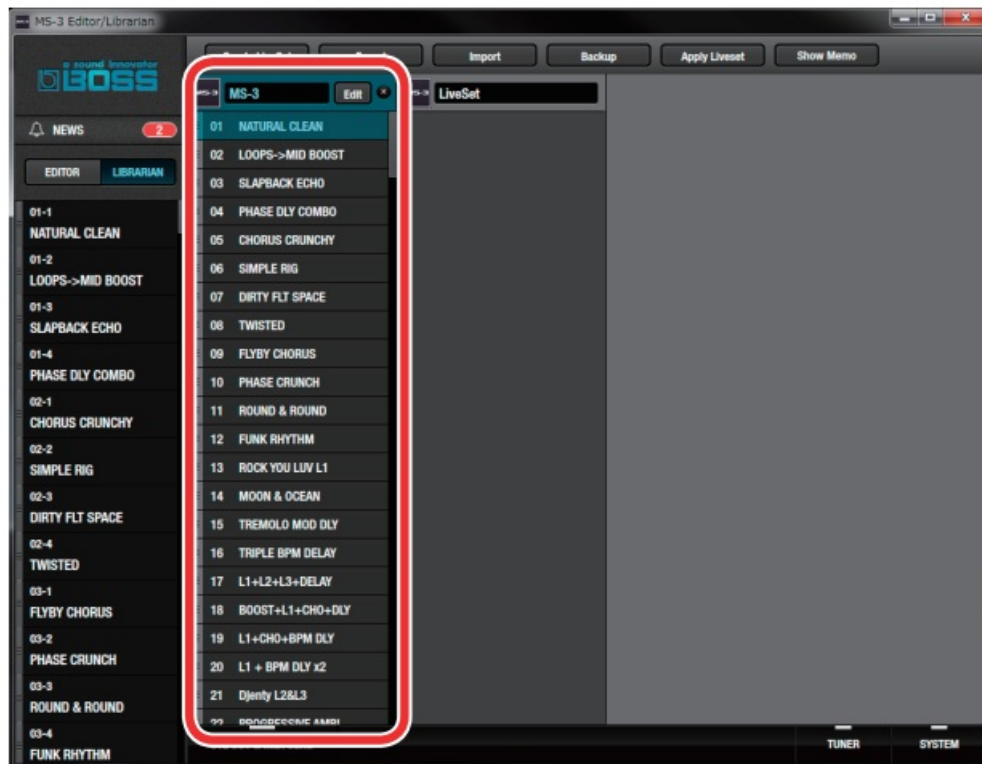 MS-3 Editor/Librarian
a sound innovator
BOSS
Import
Backup
Apply Liveset
Show Memo
MS-3
Edit
LiveSet
NEWS
2
EDITOR
LIBRARIAN
01-1
NATURAL CLEAN
01-2
LOOPS->MID BOOST
01-3
SLAPBACK ECHO
01-4
PHASE DLY COMBO
02-1
CHORUS CRUNCHY
02-2
SIMPLE RIG
02-3
DIRTY FLT SPACE
02-4
TWISTED
03-1
FLYBY CHORUS
03-2
PHASE CRUNCH
03-3
ROUND & ROUND
03-4
FUNK RHYTHM
01 NATURAL CLEAN
02 LOOPS->MID BOOST
03 SLAPBACK ECHO
04 PHASE DLY COMBO
05 CHORUS CRUNCHY
06 SIMPLE RIG
07 DIRTY FLT SPACE
08 TWISTED
09 FLYBY CHORUS
10 PHASE CRUNCH
11 ROUND & ROUND
12 FUNK RHYTHM
13 ROCK YOU LUV L1
14 MOON & OCEAN
15 TREMOLO MOD DLY
16 TRIPLE BPM DELAY
17 L1+L2+L3+DELAY
18 BOOST+L1+CHO+DLY
19 L1+CHO+BPM DLY
20 L1 + BPM DLY x2
21 Djenty L2&L3
22 PROGRESSIVE AMBI
TUNER
SYSTEM